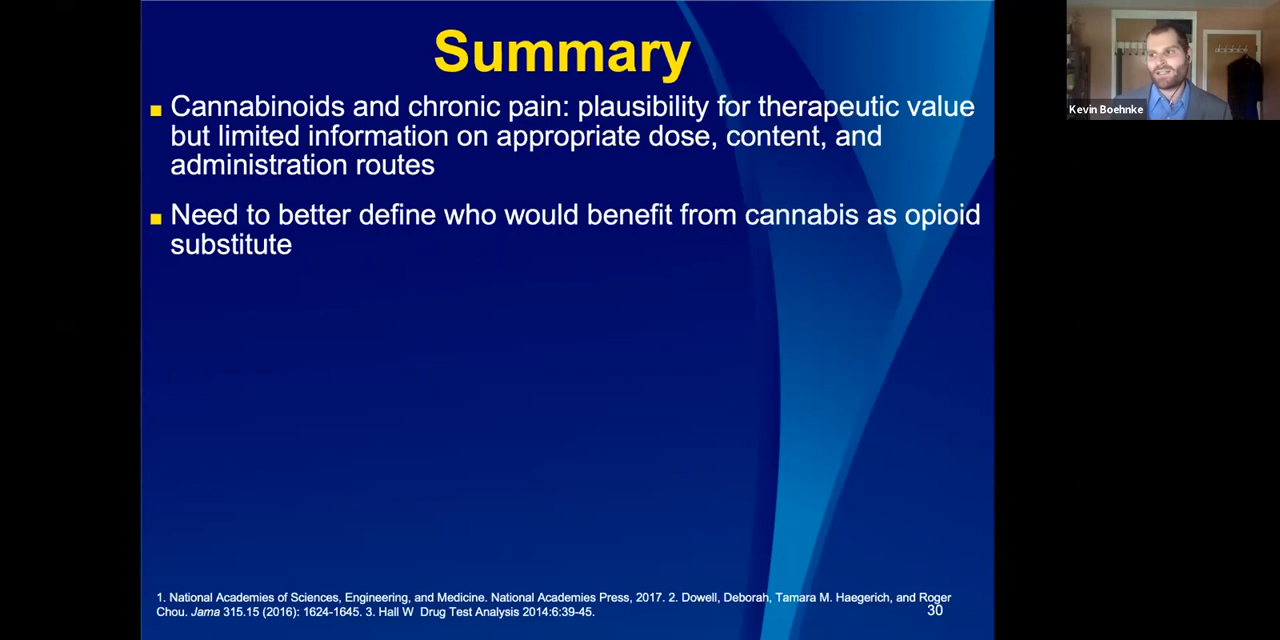 Summary
Cannabinoids and chronic pain: plausibility for therapeutic value
but limited information on appropriate dose, content, and
administration routes
Need to better define who would benefit from cannabis as opioid
substitute
1. National Academies of Sciences, Engineering, and Medicine. National Academies Press, 2017. 2. Dowell, Deborah, Tamara M. Haegerich, and Roger
Chou. Jama 315.15 (2016): 1624-1645. 3. Hall W Drug Test Analysis 2014:6:39-45.
30
Kevin Boehnke